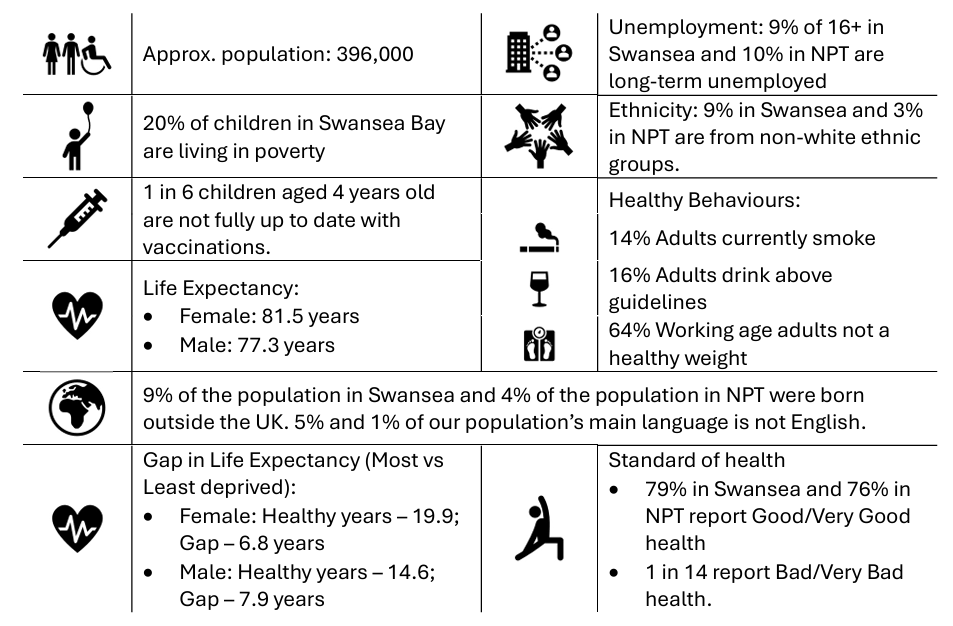 Approx. population: 396,000
Unemployment: 9% of 16+ in
Swansea and 10% in NPT are
long-term unemployed
20% of children in Swansea Bay
are living in poverty
Ethnicity: 9% in Swansea and 3%
in NPT are from non-white ethnic
groups.
1 in 6 children aged 4 years old
are not fully up to date with
vaccinations.
Healthy Behaviours:
14% Adults currently smoke
16% Adults drink above
guidelines
64% Working age adults not a
healthy weight
Life Expectancy:
• Female: 81.5 years
• Male: 77.3 years
9% of the population in Swansea and 4% of the population in NPT were born
outside the UK. 5% and 1% of our population's main language is not English.
Gap in Life Expectancy (Most vs
Least deprived):
• Female: Healthy years – 19.9;
Gap – 6.8 years
• Male: Healthy years – 14.6;
Gap – 7.9 years
Standard of health
• 79% in Swansea and 76% in
NPT report Good/Very Good
health
• 1 in 14 report Bad/Very Bad
health.